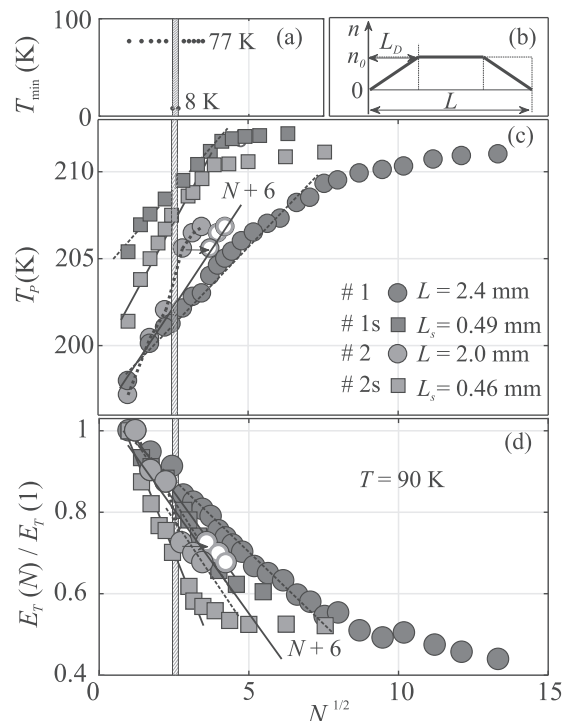 100
(a)
77 K
8 K
0
T_min (K)
(b)
n
L_D
n_0
0
L
(c)
210
205
200
T_P (K)
N + 6
# 1 L = 2.4 mm
# 1s L_s = 0.49 mm
# 2 L = 2.0 mm
# 2s L_s = 0.46 mm
(d)
1
0.8
0.6
0.4
E_T (N) / E_T (1)
T = 90 K
N + 6
0 5 10 15
N^1/2